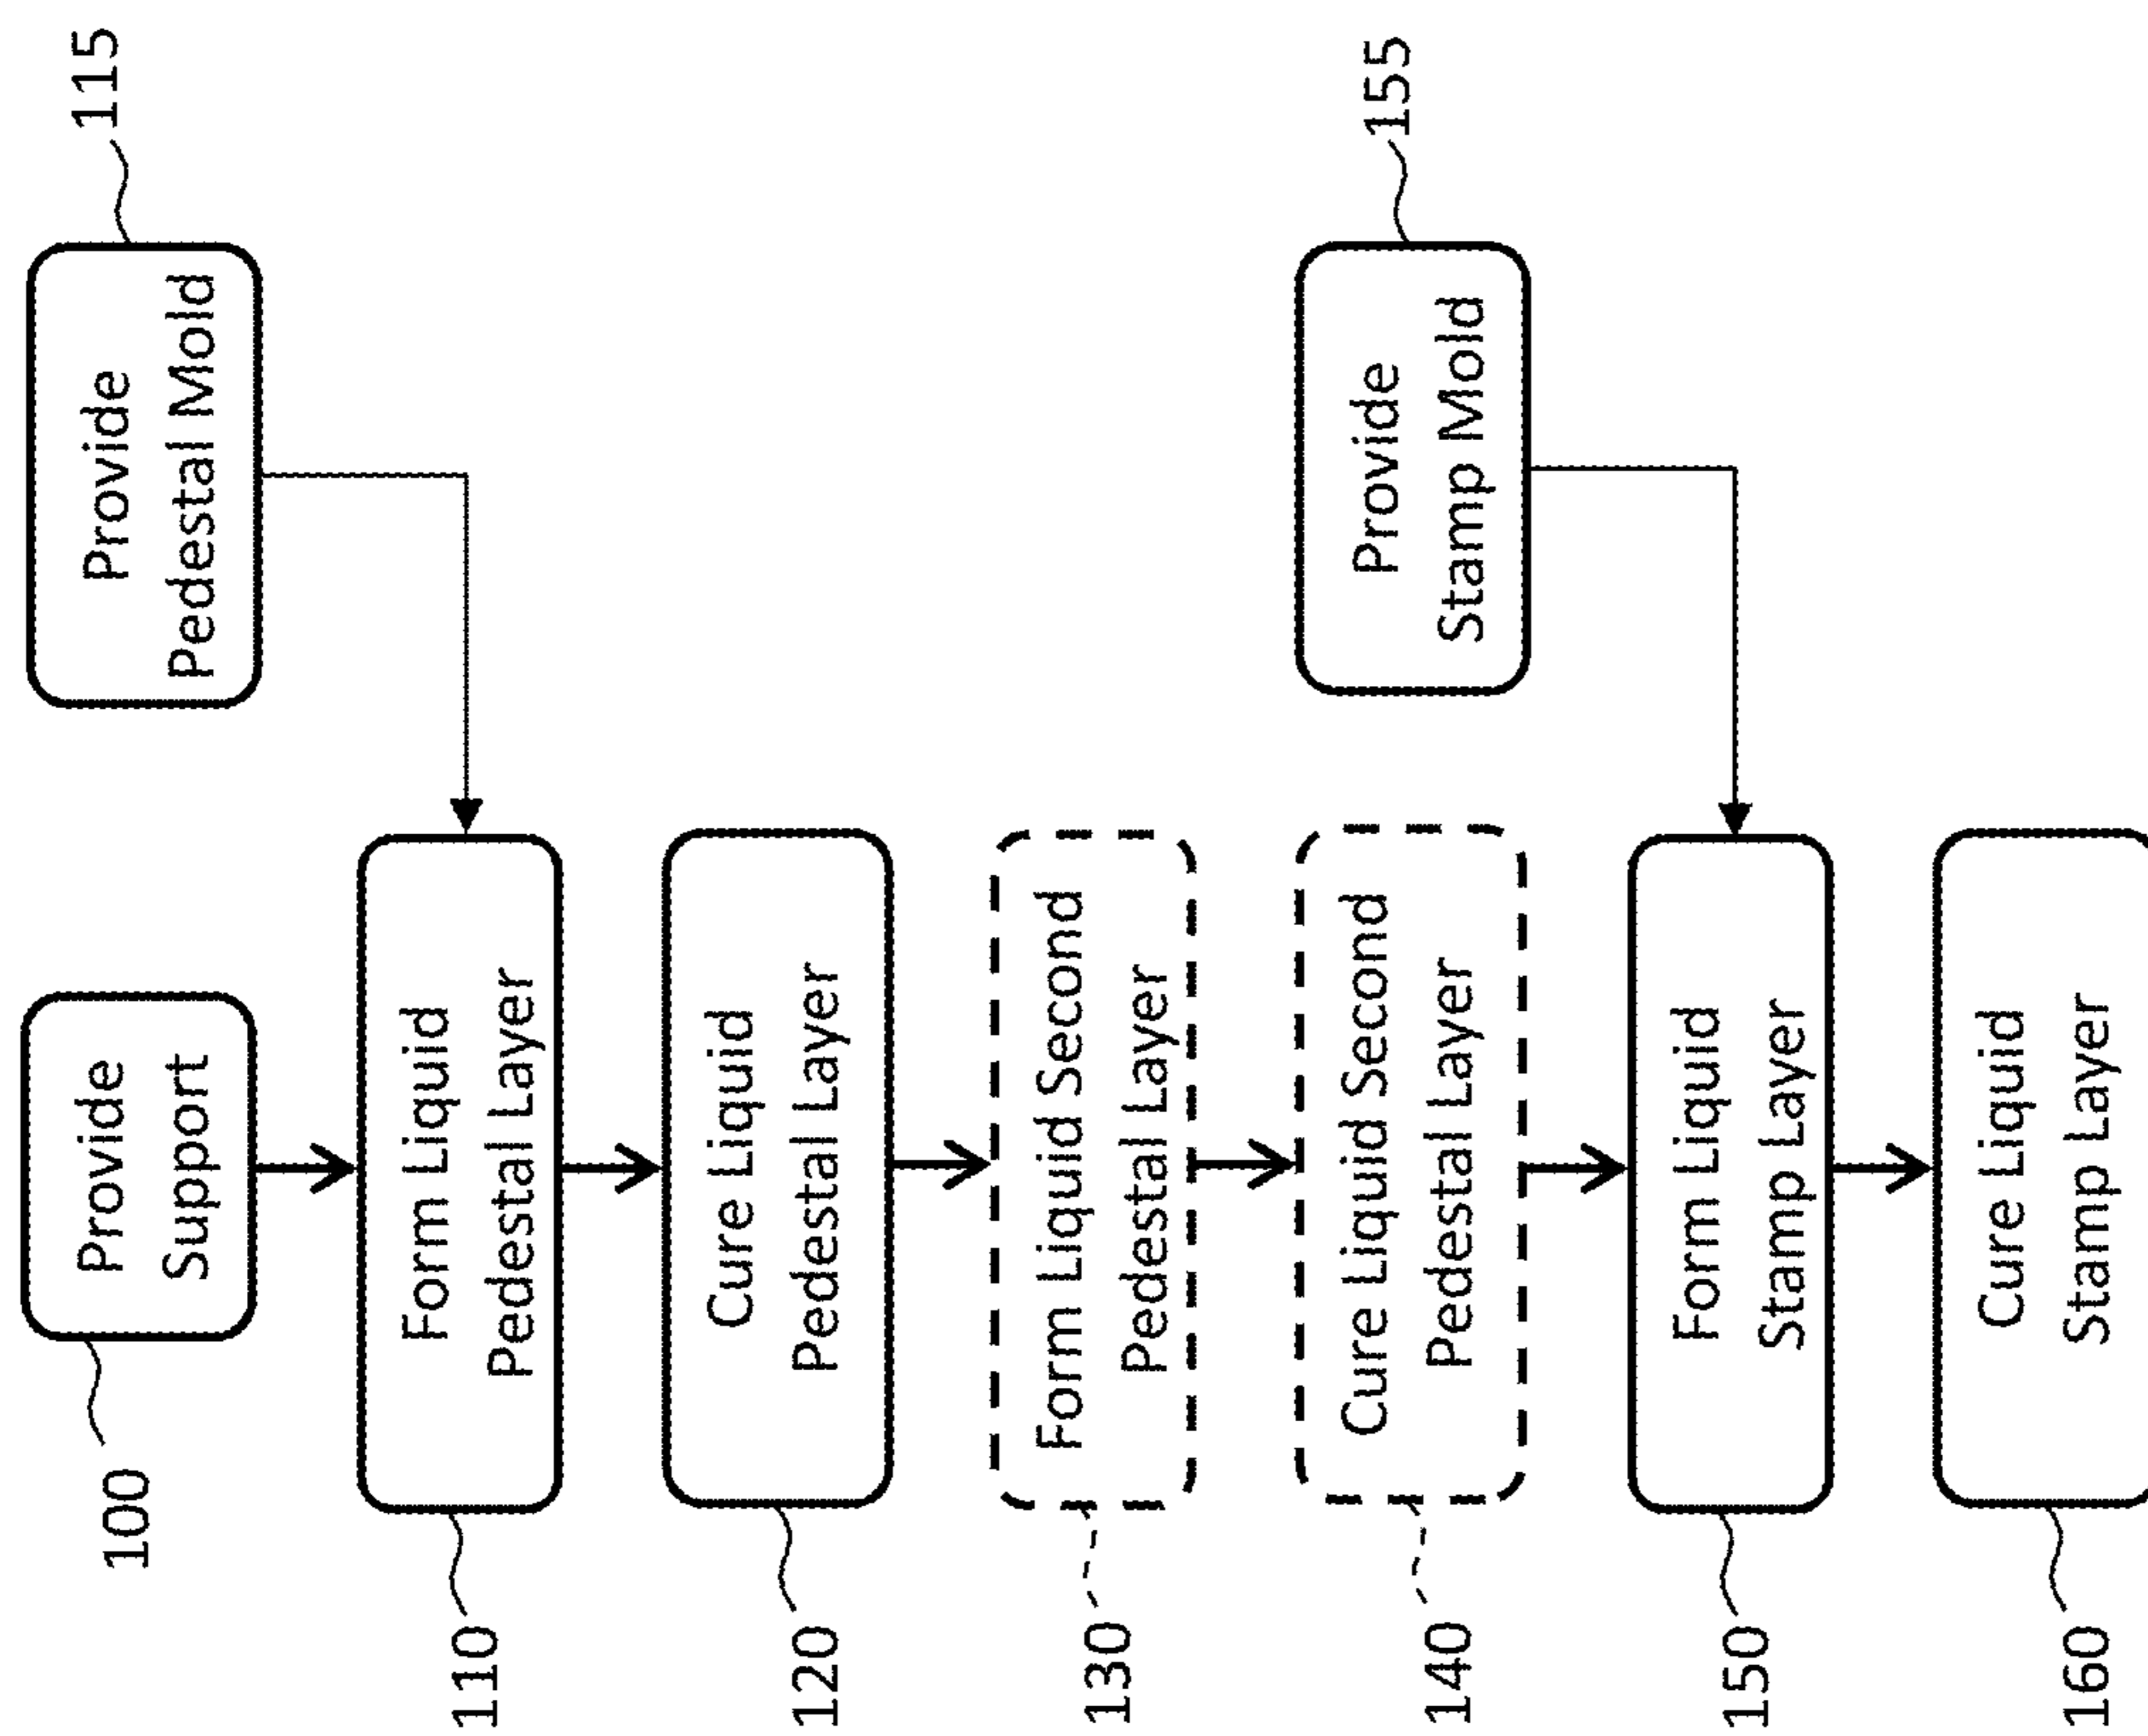 100
Provide
Support
115
Provide
Pedestal Mold
110
Form Liquid
Pedestal Layer
120
Cure Liquid
Pedestal Layer
130
Form Liquid Second
Pedestal Layer
140
Cure Liquid Second
Pedestal Layer
155
Provide
Stamp Mold
150
Form Liquid
Stamp Layer
160
Cure Liquid
Stamp Layer